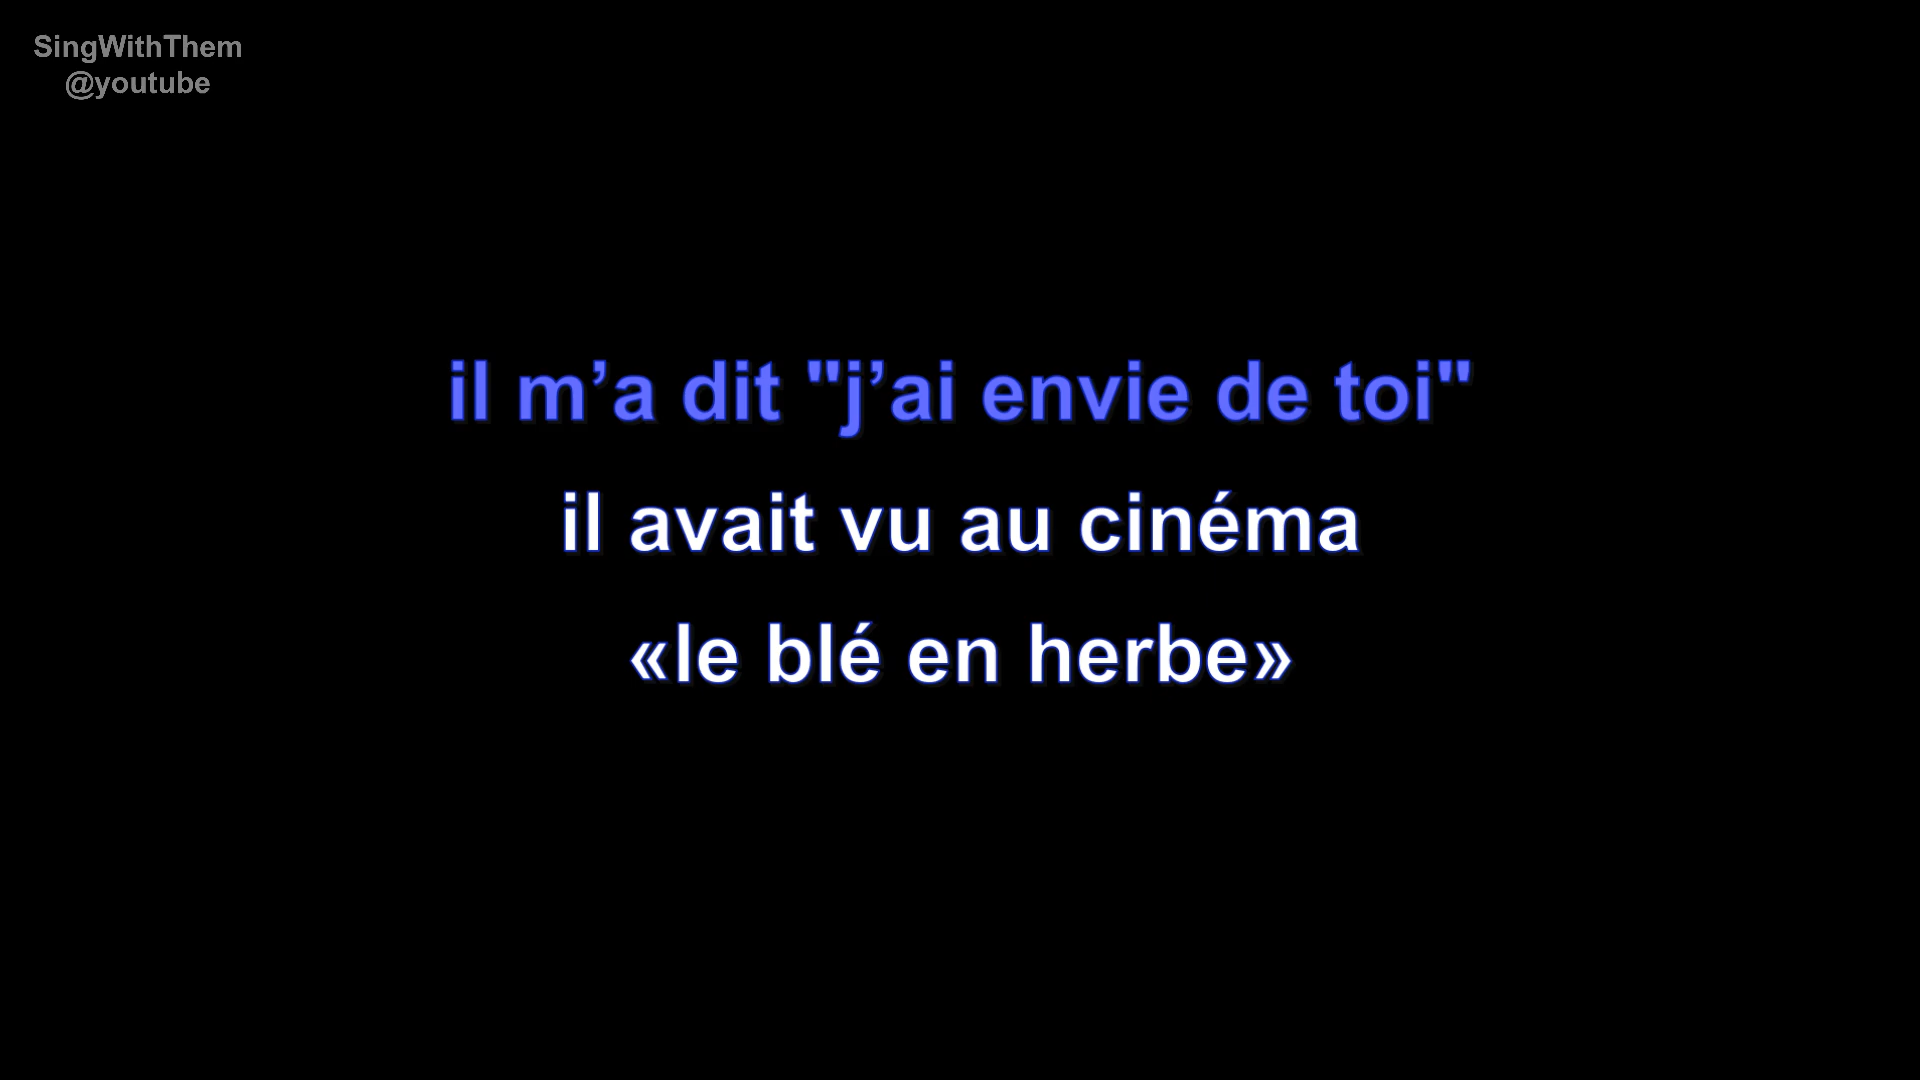 SingWithThem
@youtube
il m’a dit "j’ai envie de toi"
il avait vu au cinéma
«le blé en herbe»